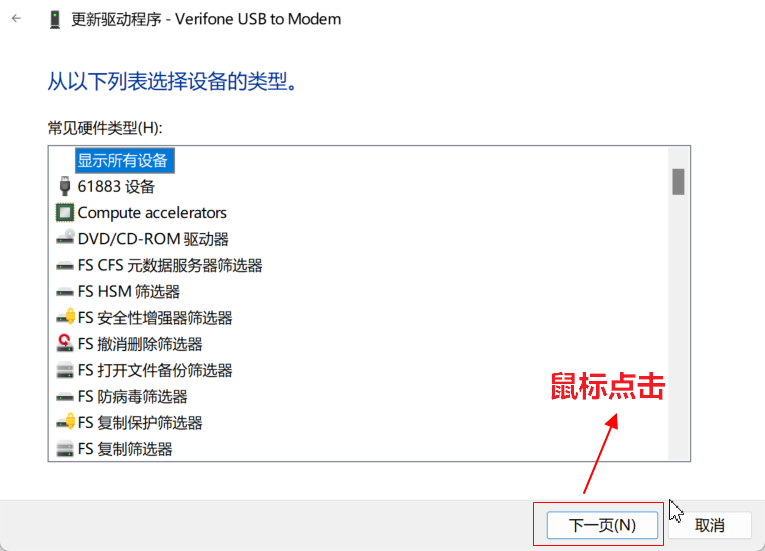 更新驱动程序 - Verifone USB to Modem
从以下列表选择设备的类型。
常见硬件类型(H):
显示所有设备
61883 设备
Compute accelerators
DVD/CD-ROM 驱动器
FS CFS 元数据服务器筛选器
FS HSM 筛选器
FS 安全性增强器筛选器
FS 撤消删除筛选器
FS 打开文件备份筛选器
FS 防病毒筛选器
FS 复制保护筛选器
FS 复制筛选器
鼠标点击
下一页(N)
取消